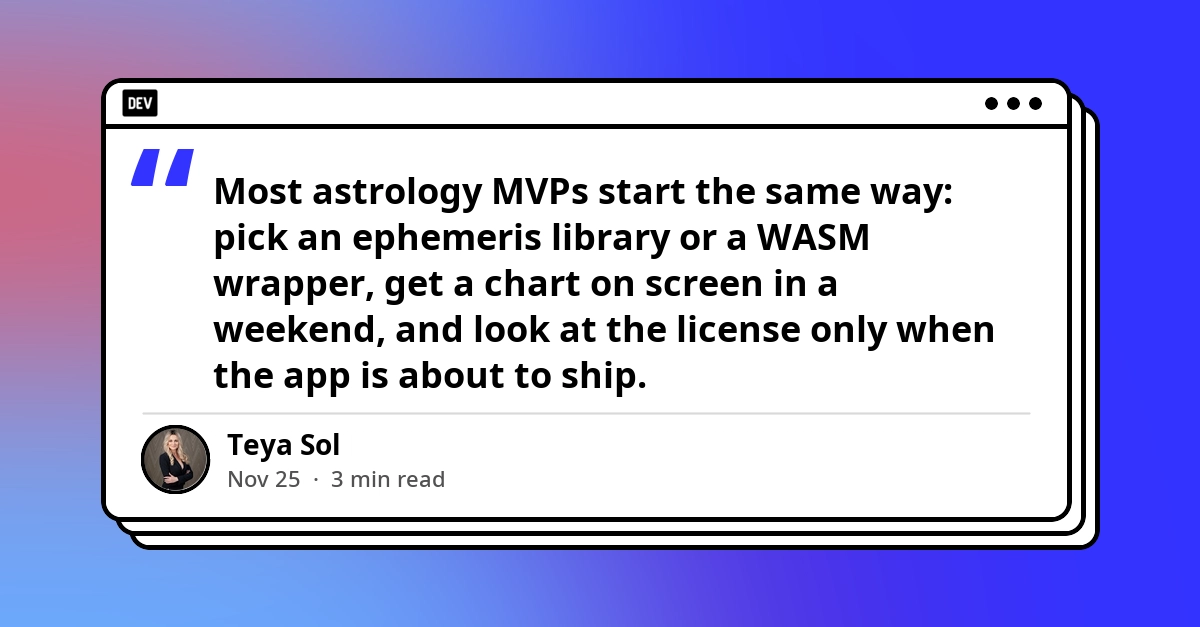 DEV
“
Most astrology MVPs start the same way:
pick an ephemeris library or a WASM
wrapper, get a chart on screen in a
weekend, and look at the license only when
the app is about to ship.
Teya Sol
Nov 25 · 3 min read